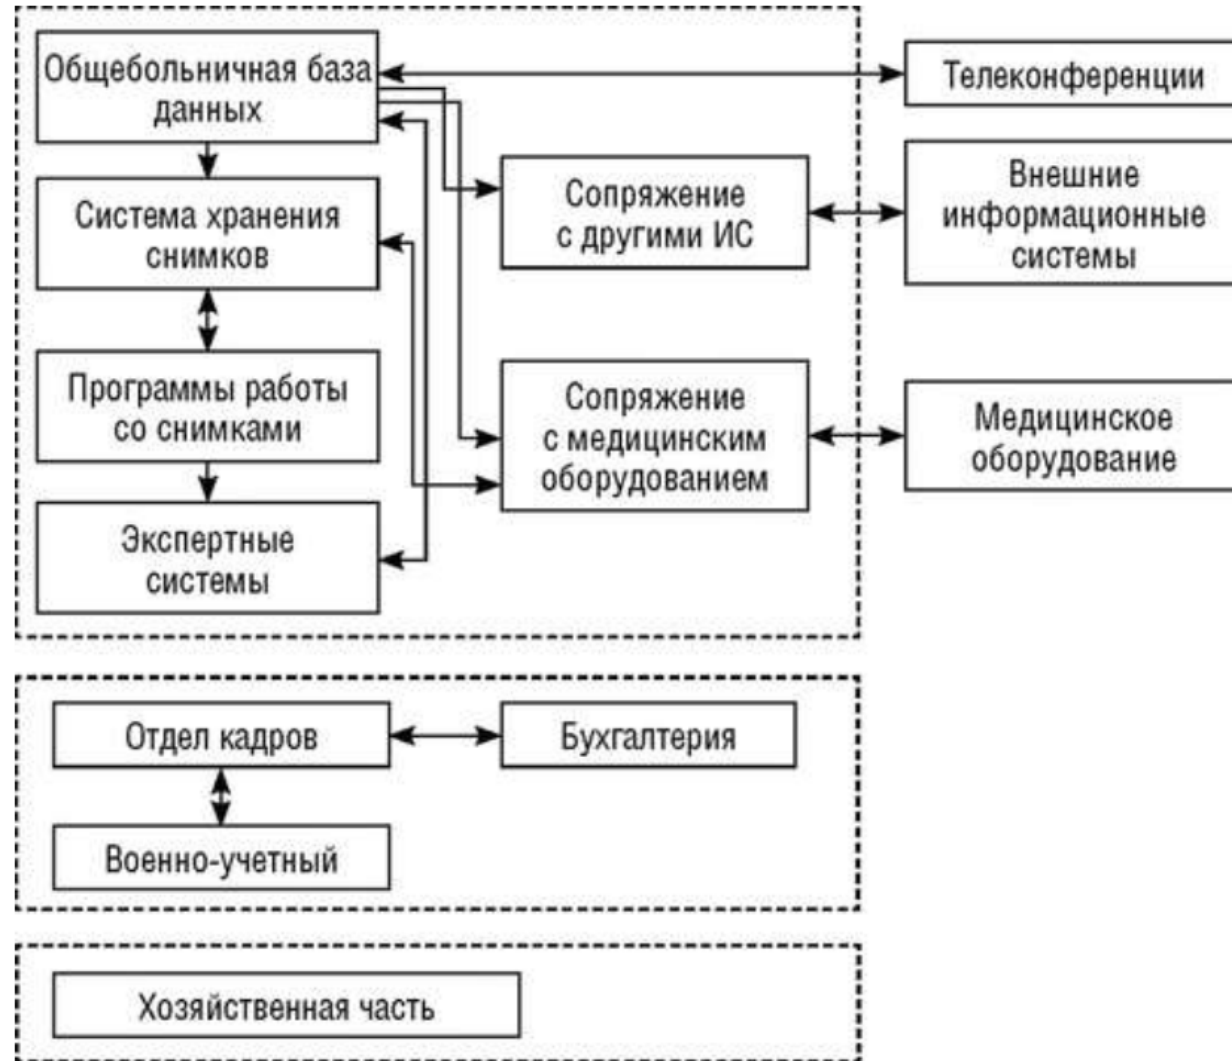 Общебольничная база
данных
Телеконференции
Сопряжение
с другими ИС
Внешние
информационные
системы
Система хранения
снимков
Программы работы
со снимками
Сопряжение
с медицинским
оборудованием
Медицинское
оборудование
Экспертные
системы
Отдел кадров
Бухгалтерия
Военно-учетный
Хозяйственная часть